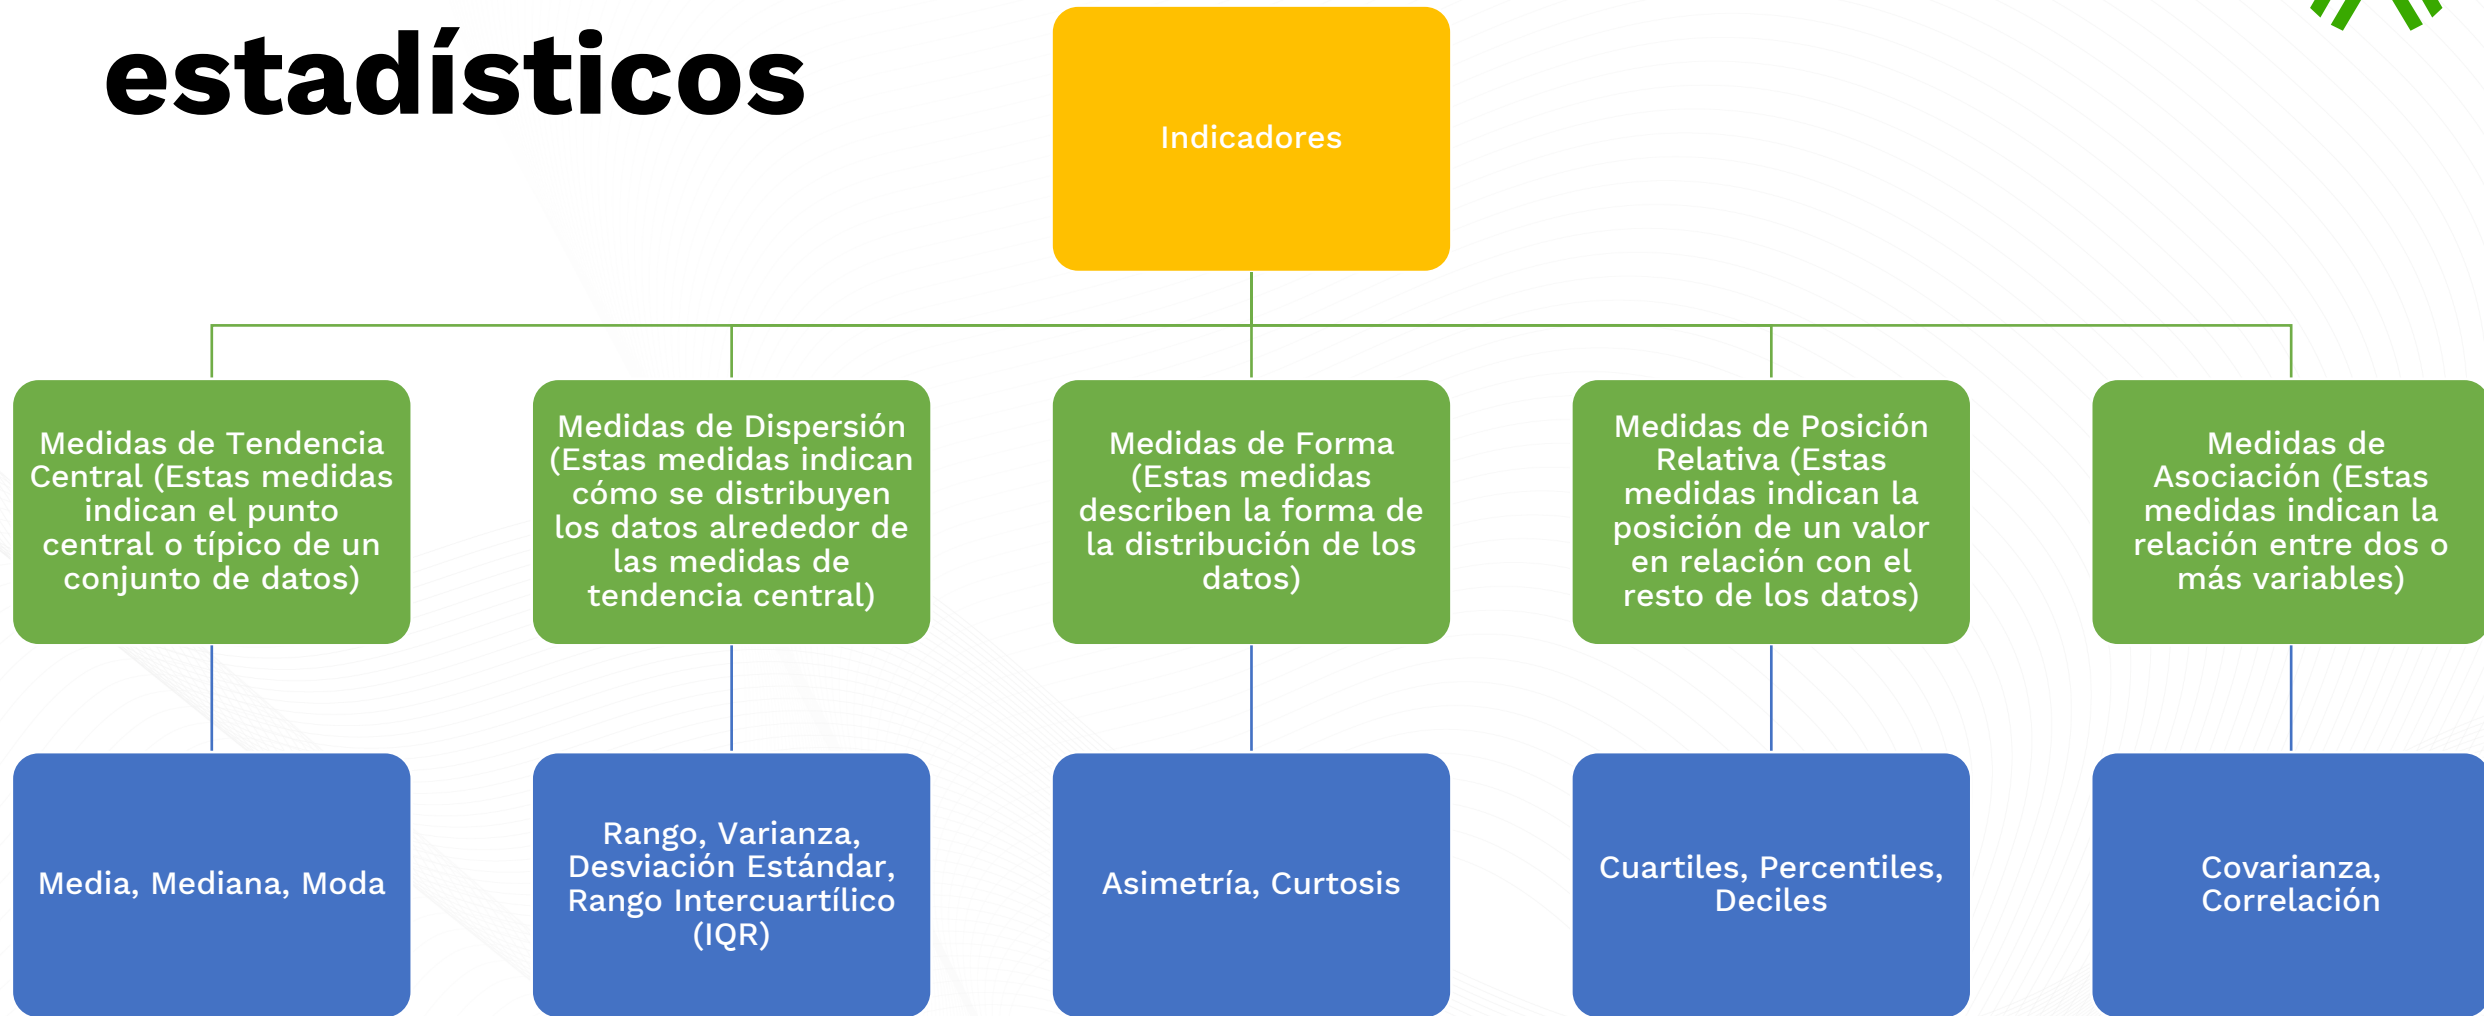 estadísticos
Indicadores
Medidas de Tendencia
Central (Estas medidas
indican el punto
central o típico de un
conjunto de datos)
Medidas de Dispersión
(Estas medidas indican
cómo se distribuyen
los datos alrededor de
las medidas de
tendencia central)
Medidas de Forma
(Estas medidas
describen la forma de
la distribución de los
datos)
Medidas de Posición
Relativa (Estas
medidas indican la
posición de un valor
en relación con el
resto de los datos)
Medidas de
Asociación (Estas
medidas indican la
relación entre dos o
más variables)
Media, Mediana, Moda
Rango, Varianza,
Desviación Estándar,
Rango Intercuartílico
(IQR)
Asimetría, Curtosis
Cuartiles, Percentiles,
Deciles
Covarianza,
Correlación